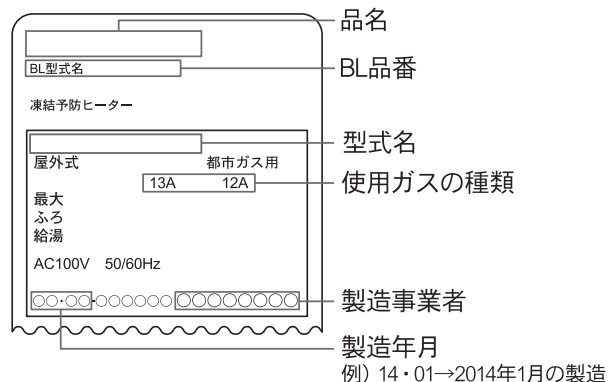 品名
BL型式名
BL品番
凍結予防ヒーター
型式名
屋外式 都市ガス用
13A 12A
使用ガスの種類
最大
ふろ
給湯
AC100V 50/60Hz
○○・○○-○○○○○○○○○○○○○○
製造事業者
製造年月
例）14・01→2014年1月の製造